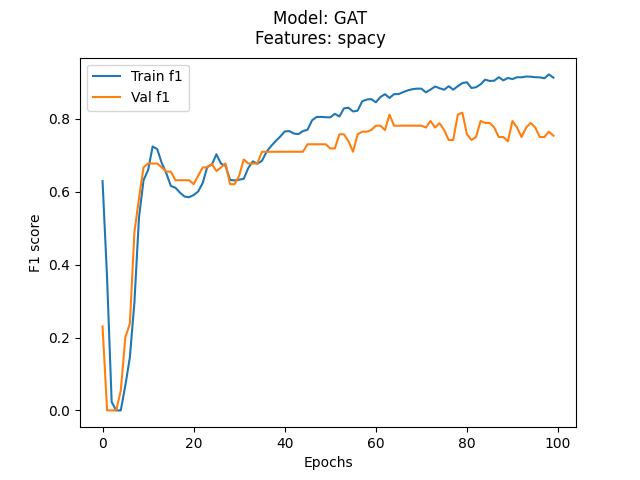 Model: GAT
Features: spacy
Train f1
Val f1
F1 score
0.8
0.6
0.4
0.2
0.0
0 20 40 60 80 100
Epochs